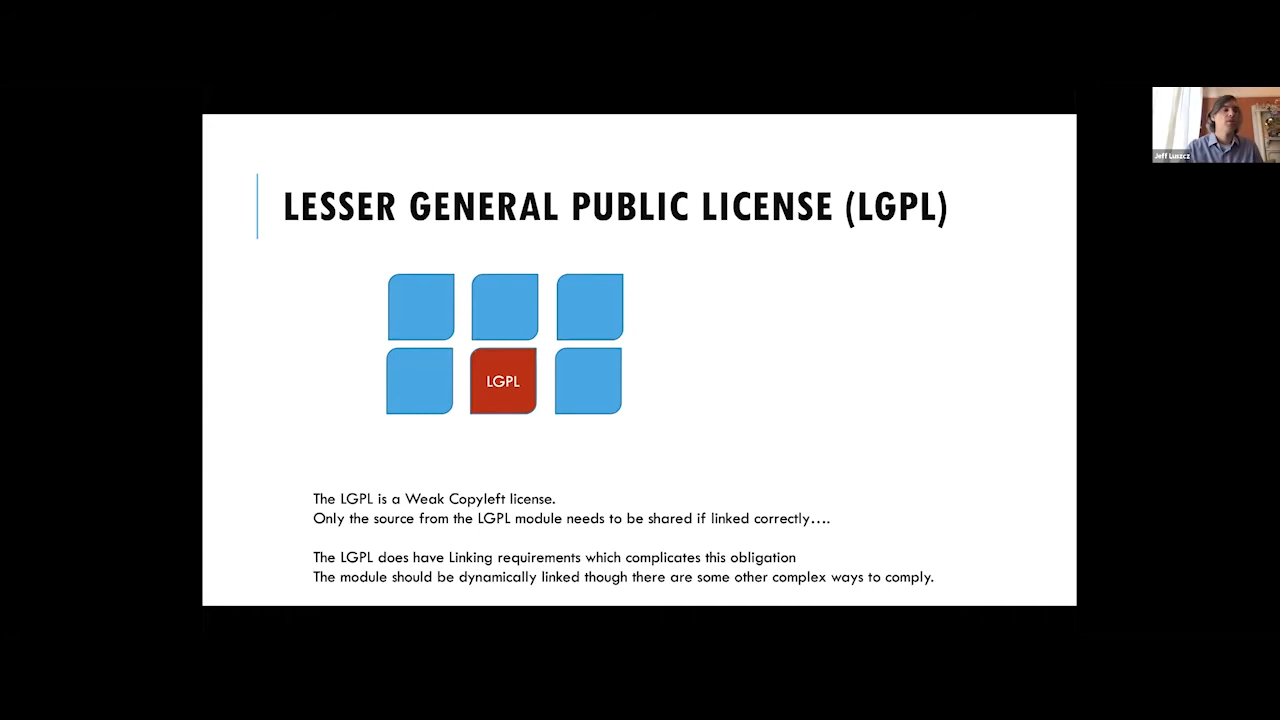 Jeff Luszcz
LESSER GENERAL PUBLIC LICENSE (LGPL)
LGPL
The LGPL is a Weak Copyleft license.
Only the source from the LGPL module needs to be shared if linked correctly….
The LGPL does have Linking requirements which complicates this obligation
The module should be dynamically linked though there are some other complex ways to comply.